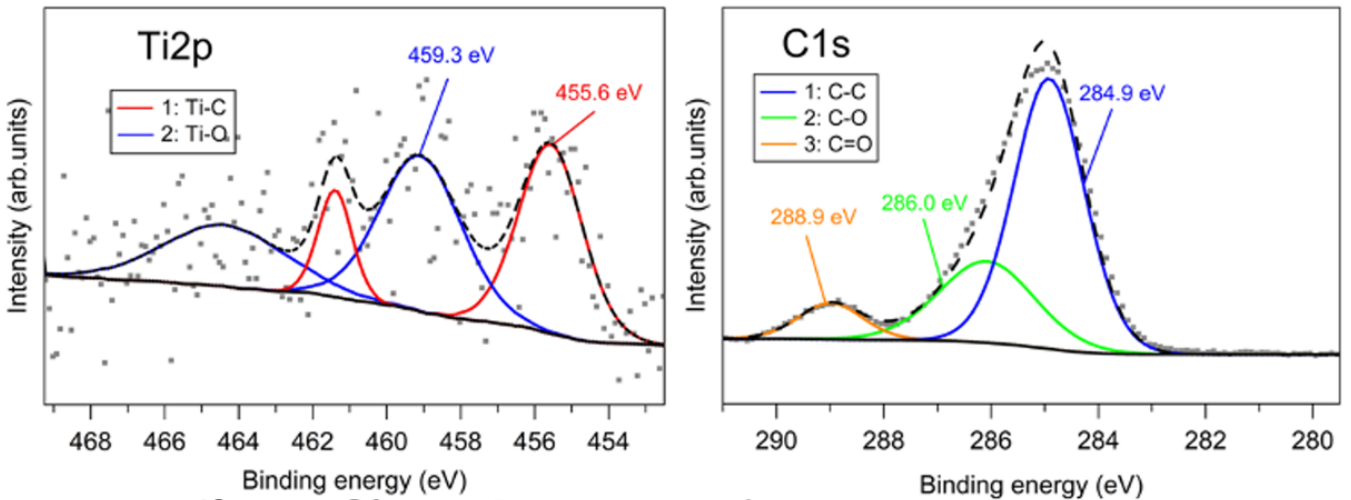 Ti2p
459.3 eV
455.6 eV
1: Ti-C
2: Ti-O
Intensity (arb.units)
468 466 464 462 460 458 456 454
Binding energy (eV)
C1s
1: C-C
2: C-O
3: C=O
284.9 eV
286.0 eV
288.9 eV
Intensity (arb.units)
290 288 286 284 282 280
Binding energy (eV)